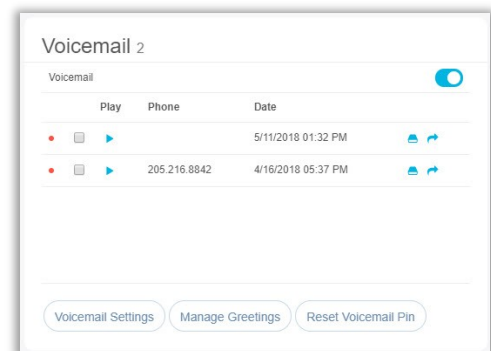 Voicemail 2
Voicemail
Play Phone Date
5/11/2018 01:32 PM
205.216.8842 4/16/2018 05:37 PM
Voicemail Settings Manage Greetings Reset Voicemail Pin